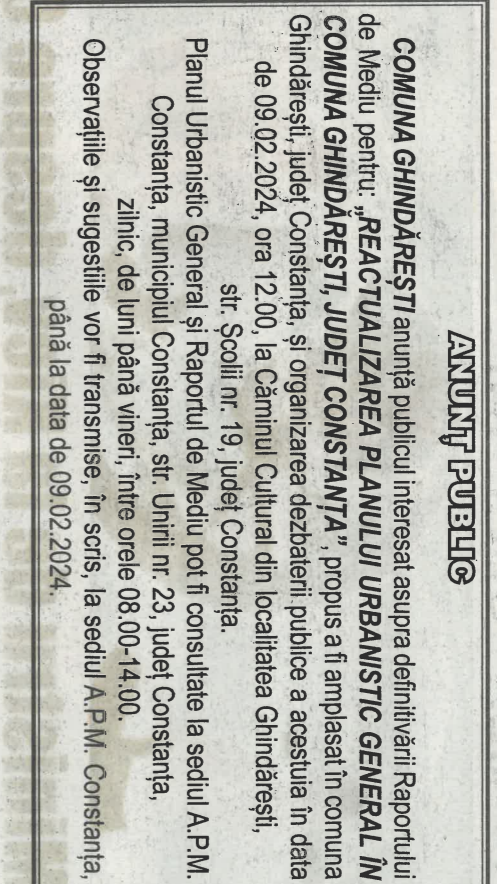 ANUNȚ PUBLIC
COMUNA GHINDĂREȘTI anunță publicul interesat asupra definitivării Raportului
de Mediu pentru: „REACTUALIZAREA PLANULUI URBANISTIC GENERAL ÎN
COMUNA GHINDĂREȘTI, JUDEȚ CONSTANȚA”, propus a fi amplasat în comuna
Ghindărești, județ Constanța, și organizarea dezbaterii publice a acestuia în data
de 09.02.2024, ora 12.00, la Căminul Cultural din localitatea Ghindărești,
str. Școlii nr. 19, județ Constanța.
Planul Urbanistic General și Raportul de Mediu pot fi consultate la sediul A.P.M.
Constanța, municipiul Constanța, str. Unirii nr. 23, județ Constanța,
zilnic, de luni până vineri, între orele 08.00-14.00.
Observațiile și sugestiile vor fi transmise, în scris, la sediul A.P.M. Constanța,
până la data de 09.02.2024.